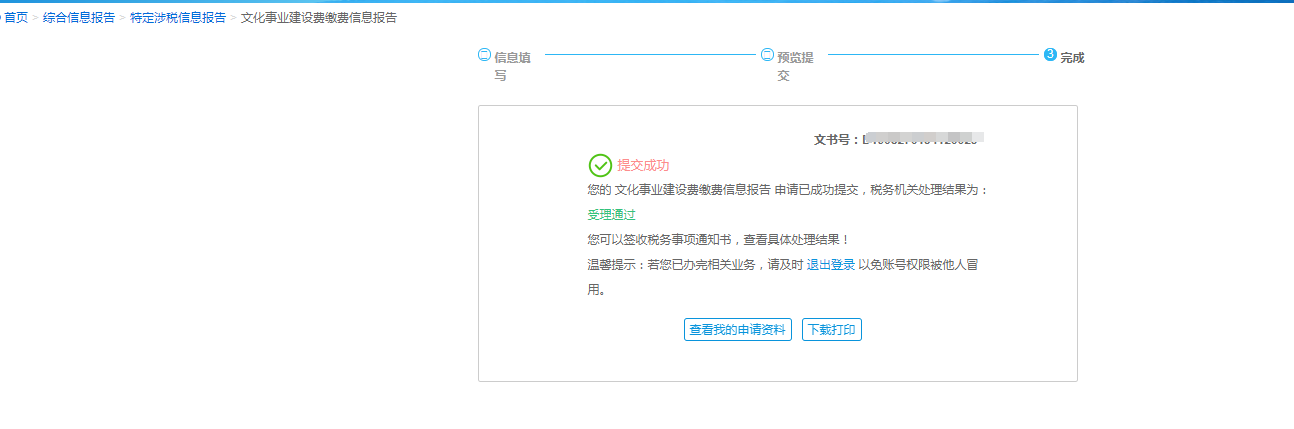 首页 > 综合信息报告 > 特定涉税信息报告 > 文化事业建设费缴费信息报告
信息填
写
预览提
交
3 完成
文书号：
提交成功
您的 文化事业建设费缴费信息报告 申请已成功提交，税务机关处理结果为：
受理通过
您可以签收税务事项通知书，查看具体处理结果！
温馨提示：若您已办完相关业务，请及时 退出登录 以免账号权限被他人冒
用。
查看我的申请资料 下载打印